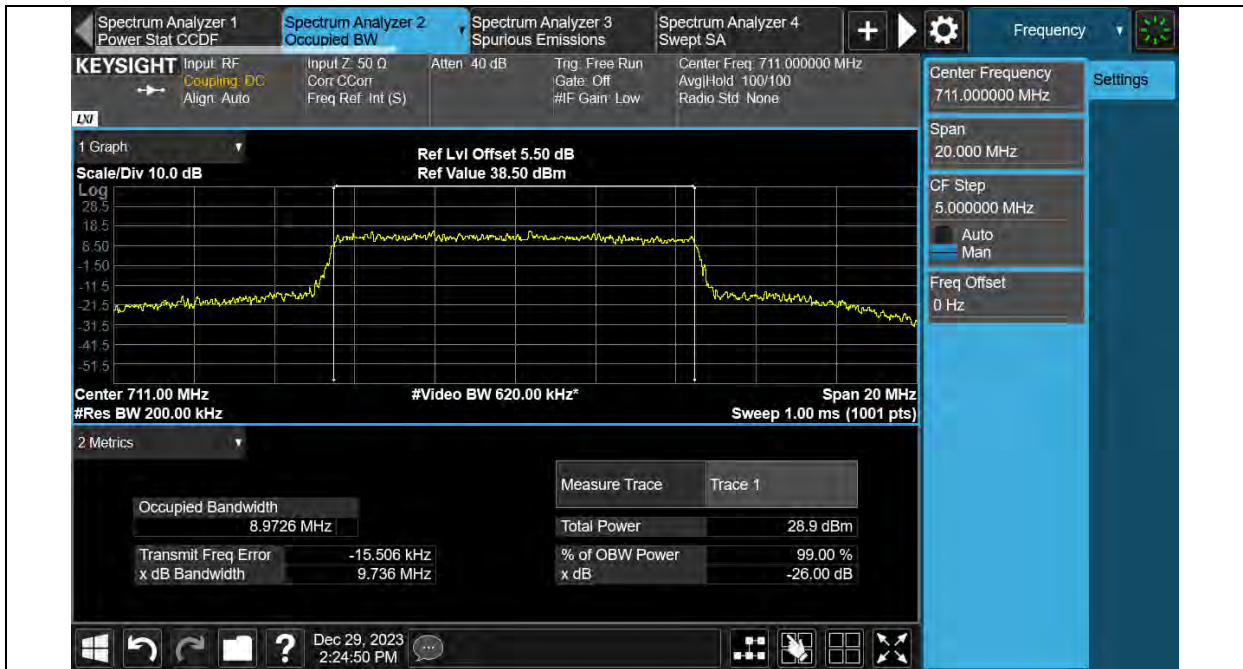 Spectrum Analyzer 1
Power Stat CCDF
Spectrum Analyzer 2
Occupied BW
Spectrum Analyzer 3
Spurious Emissions
Spectrum Analyzer 4
Swept SA
+
Frequency
KEYSIGHT
Input: RF
Coupling: DC
Align: Auto
Input Z: 50 Ω
Corr CCorr
Freq Ref: Int (S)
Atten: 40 dB
Trig: Free Run
Gate: Off
#IF Gain: Low
Center Freq: 711.000000 MHz
Avg|Hold: 100/100
Radio Std: None
LXI
Center Frequency
711.000000 MHz
Settings
Span
20.000 MHz
CF Step
5.000000 MHz
Auto
Man
Freq Offset
0 Hz
1 Graph
Scale/Div 10.0 dB
Ref Lvl Offset 5.50 dB
Ref Value 38.50 dBm
Log
28.5
18.5
8.50
-1.50
-11.5
-21.5
-31.5
-41.5
-51.5
Center 711.00 MHz
#Video BW 620.00 kHz*
Span 20 MHz
#Res BW 200.00 kHz
Sweep 1.00 ms (1001 pts)
2 Metrics
Measure Trace
Trace 1
Occupied Bandwidth
8.9726 MHz
Total Power
28.9 dBm
Transmit Freq Error
-15.506 kHz
% of OBW Power
99.00 %
x dB Bandwidth
9.736 MHz
x dB
-26.00 dB
?
Dec 29, 2023
2:24:50 PM